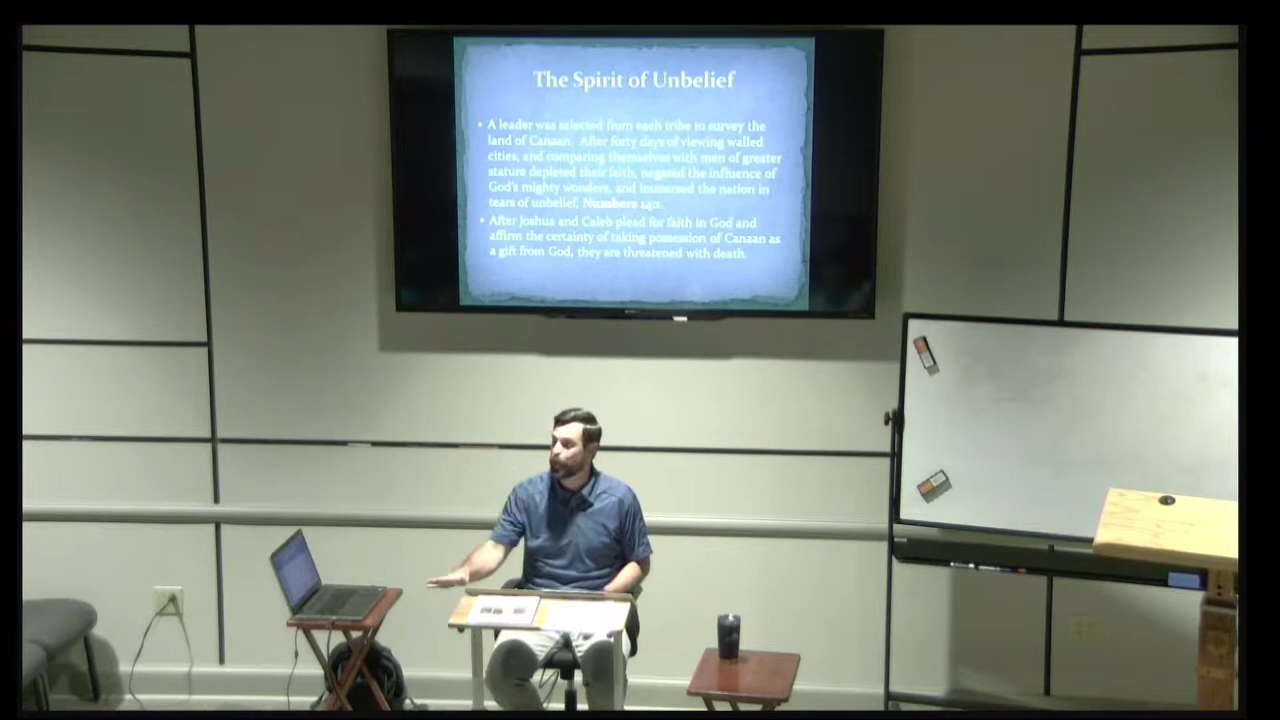 The Spirit of Unbelief
• A leader was selected from each tribe to survey the
land of Canaan. After forty days of viewing walled
cities, and comparing themselves with men of greater
stature depleted their faith, negated the influence of
God's mighty wonders, and immersed the nation in
tears of unbelief, Numbers 14:1.
• After Joshua and Caleb plead for faith in God and
affirm the certainty of taking possession of Canaan as
a gift from God, they are threatened with death.